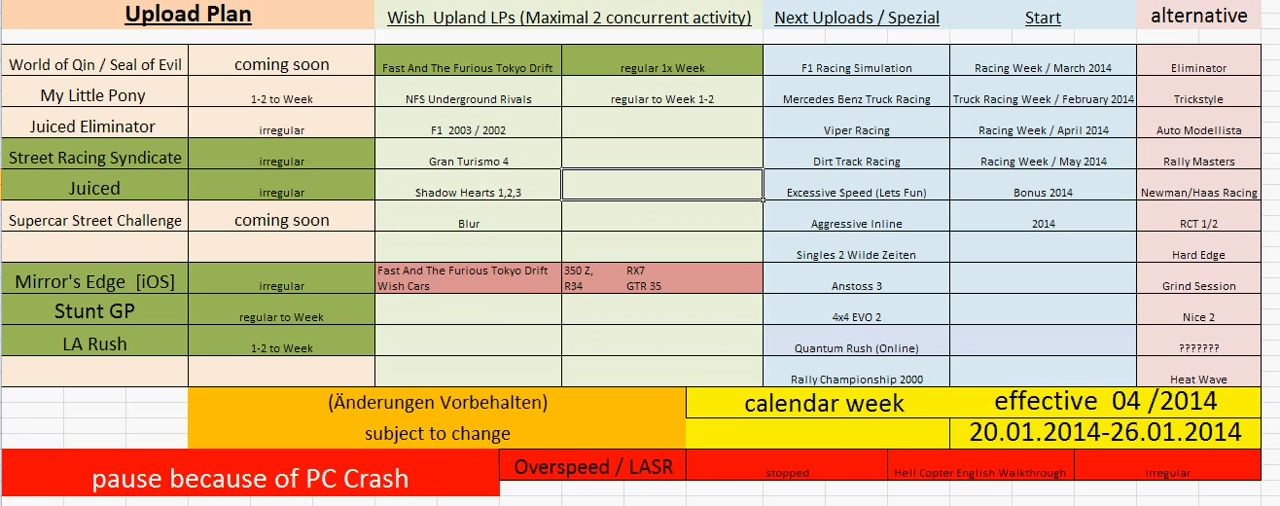 Upload Plan Wish Upland LPs (Maximal 2 concurrent activity) Next Uploads / Spezial Start alternative
World of Qin / Seal of Evil coming soon Fast And The Furious Tokyo Drift regular 1x Week F1 Racing Simulation Racing Week / March 2014 Eliminator
My Little Pony 1-2 to Week NFS Underground Rivals regular to Week 1-2 Mercedes Benz Truck Racing Truck Racing Week / February 2014 Trickstyle
Juiced Eliminator irregular F1 2003 / 2002 Viper Racing Racing Week / April 2014 Auto Modellista
Street Racing Syndicate irregular Gran Turismo 4 Dirt Track Racing Racing Week / May 2014 Rally Masters
Juiced irregular Shadow Hearts 1,2,3 Excessive Speed (Lets Fun) Bonus 2014 Newman/Haas Racing
Supercar Street Challenge coming soon Blur Aggressive Inline 2014 RCT 1/2
Singles 2 Wilde Zeiten Hard Edge
Mirror's Edge [iOS] irregular Fast And The Furious Tokyo Drift 350 Z, RX7 Anstoss 3 Grind Session
Wish Cars R34 GTR 35
Stunt GP regular to Week 4x4 EVO 2 Nice 2
LA Rush 1-2 to Week Quantum Rush (Online) ???????
Rally Championship 2000 Heat Wave
(Änderungen Vorbehalten) calendar week effective 04 /2014
subject to change 20.01.2014-26.01.2014
pause because of PC Crash Overspeed / LASR stopped Hell Copter English Walkthrough irregular